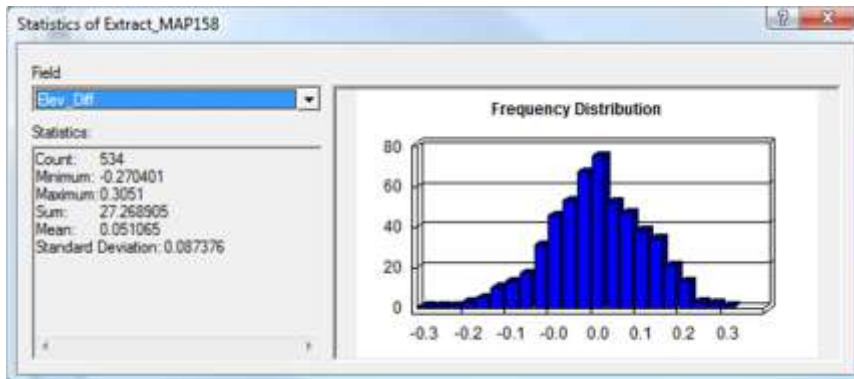 Statistics of Extract_MAP158
Field
Elev_Diff
Statistics:
Count: 534
Minimum: -0.270401
Maximum: 0.3051
Sum: 27.268905
Mean: 0.051065
Standard Deviation: 0.087376
Frequency Distribution
80
60
40
20
0
-0.3 -0.2 -0.1 -0.0 0.0 0.1 0.2 0.3